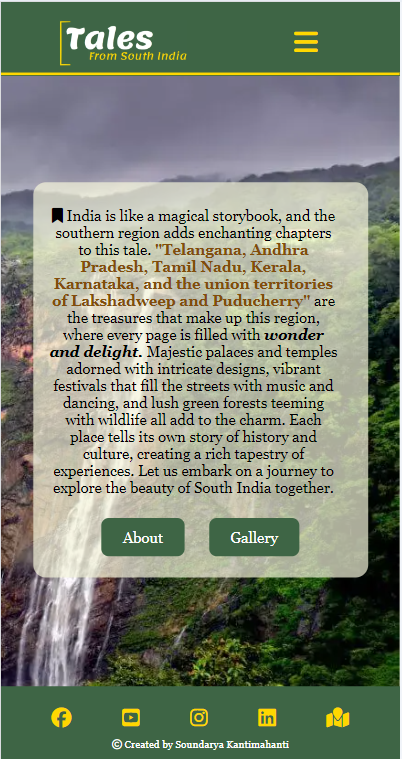 Tales
From South India
India is like a magical storybook, and the
southern region adds enchanting chapters
to this tale. "Telangana, Andhra
Pradesh, Tamil Nadu, Kerala,
Karnataka, and the union territories
of Lakshadweep and Puducherry" are
the treasures that make up this region,
where every page is filled with wonder
and delight. Majestic palaces and temples
adorned with intricate designs, vibrant
festivals that fill the streets with music and
dancing, and lush green forests teeming
with wildlife all add to the charm. Each
place tells its own story of history and
culture, creating a rich tapestry of
experiences. Let us embark on a journey to
explore the beauty of South India together.
About Gallery
© Created by Soundarya Kantimahanti